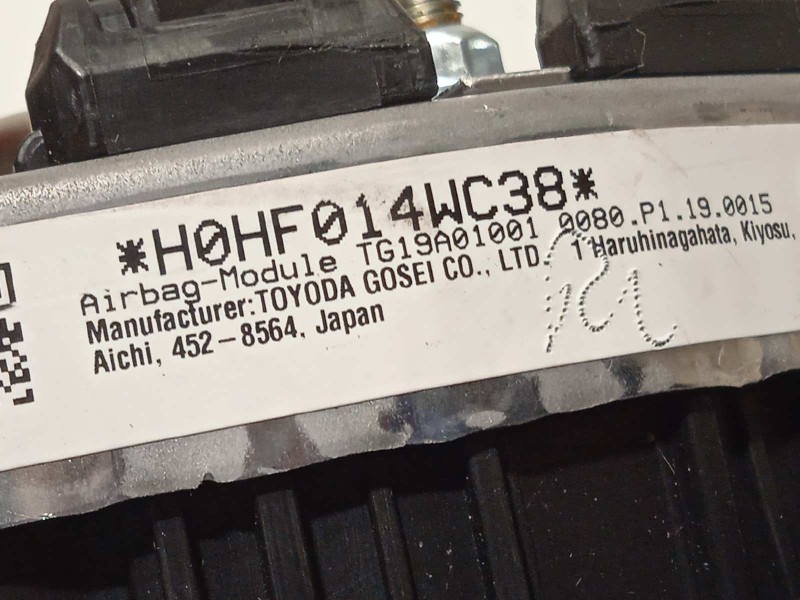 *H0HF014WC38*
Airbag-Module TG19A01001 0080.P1.19.0015
Manufacturer:TOYODA GOSEI CO., LTD. 1 Haruhinagahata, Kiyosu,
Aichi, 452-8564, Japan